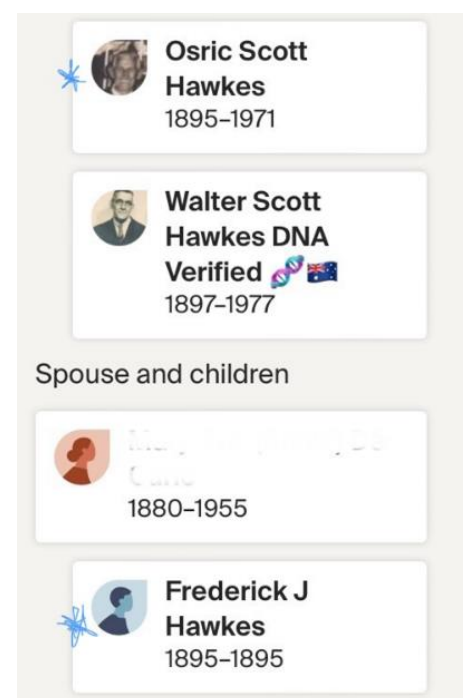 Osric Scott
Hawkes
1895–1971
Walter Scott
Hawkes DNA
Verified 🧬🇦🇺
1897–1977
Spouse and children
1880–1955
Frederick J
Hawkes
1895–1895